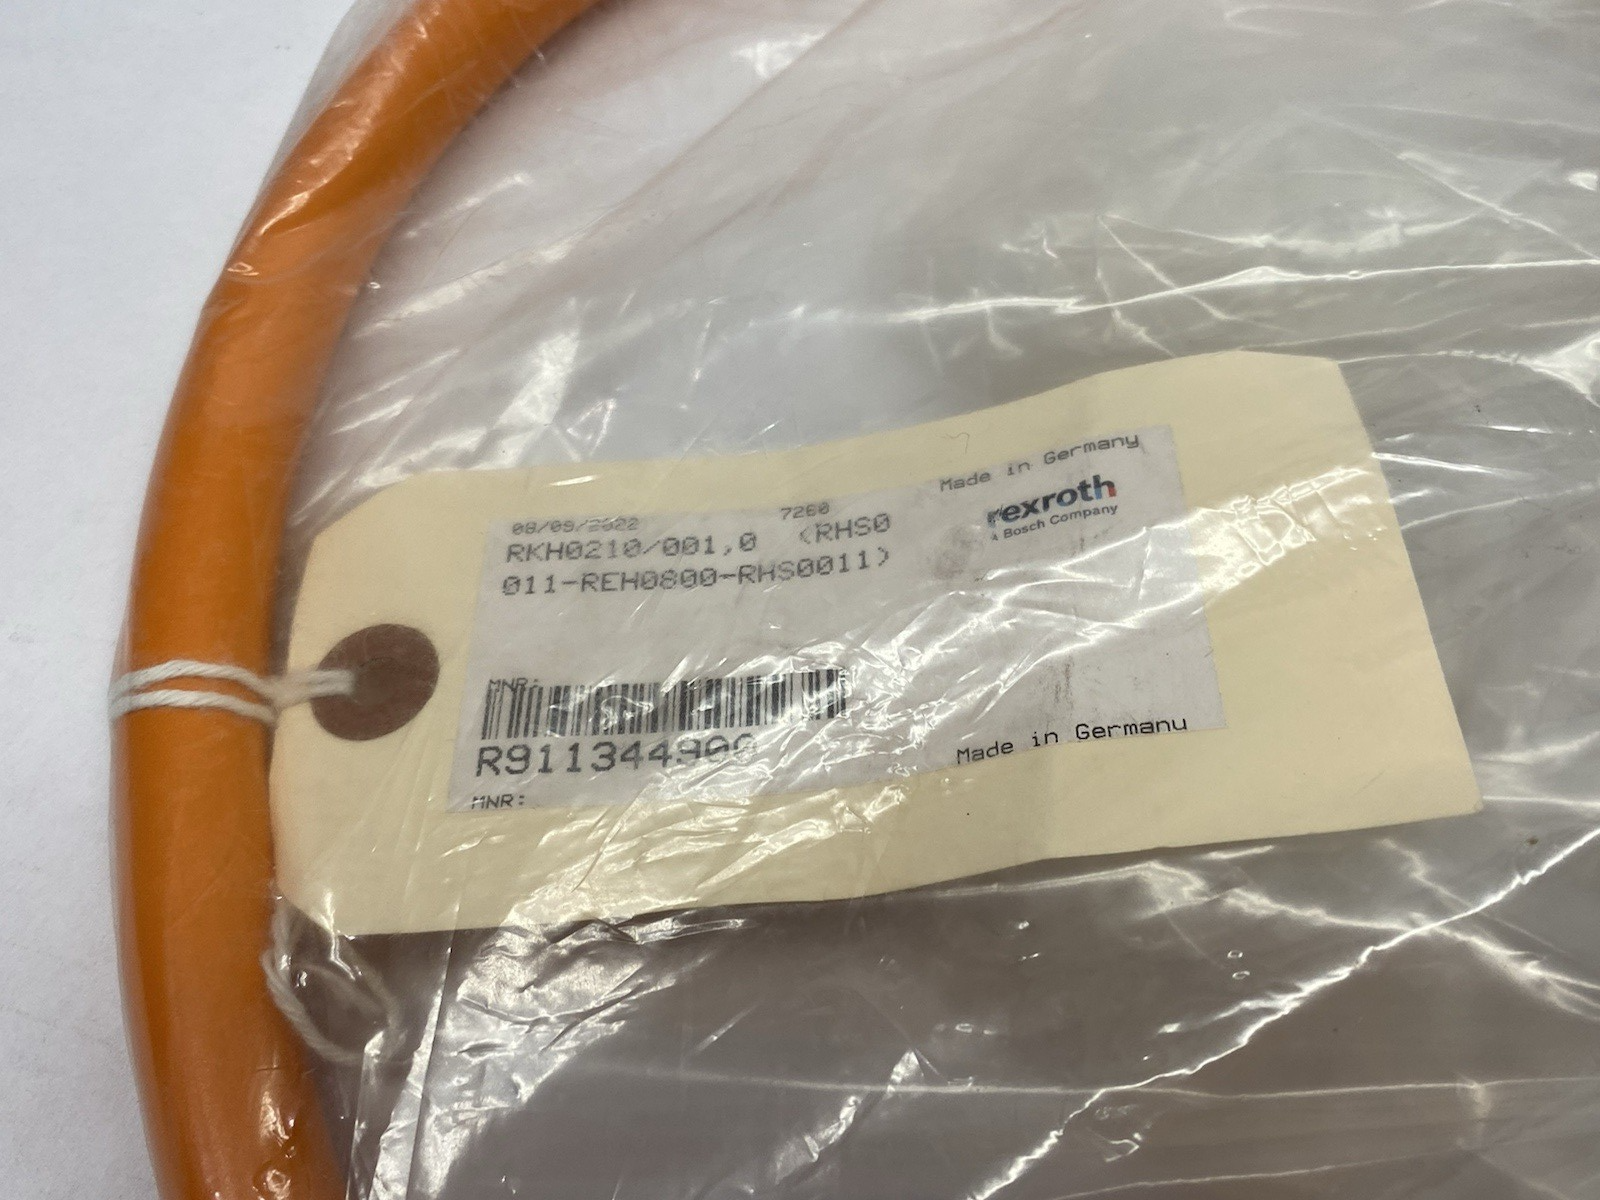 08/09/2022 7260 Made in Germany
RKH0210/001,0 (RHS0
011-REH0800-RHS0011)
rexroth
A Bosch Company
MNR:
R911344900
Made in Germanu
MNR: